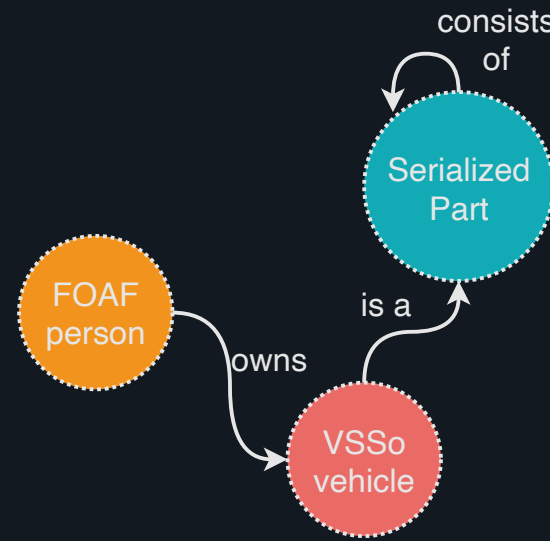 consists
of
Serialized
Part
FOAF
person
is a
owns
VSSo
vehicle